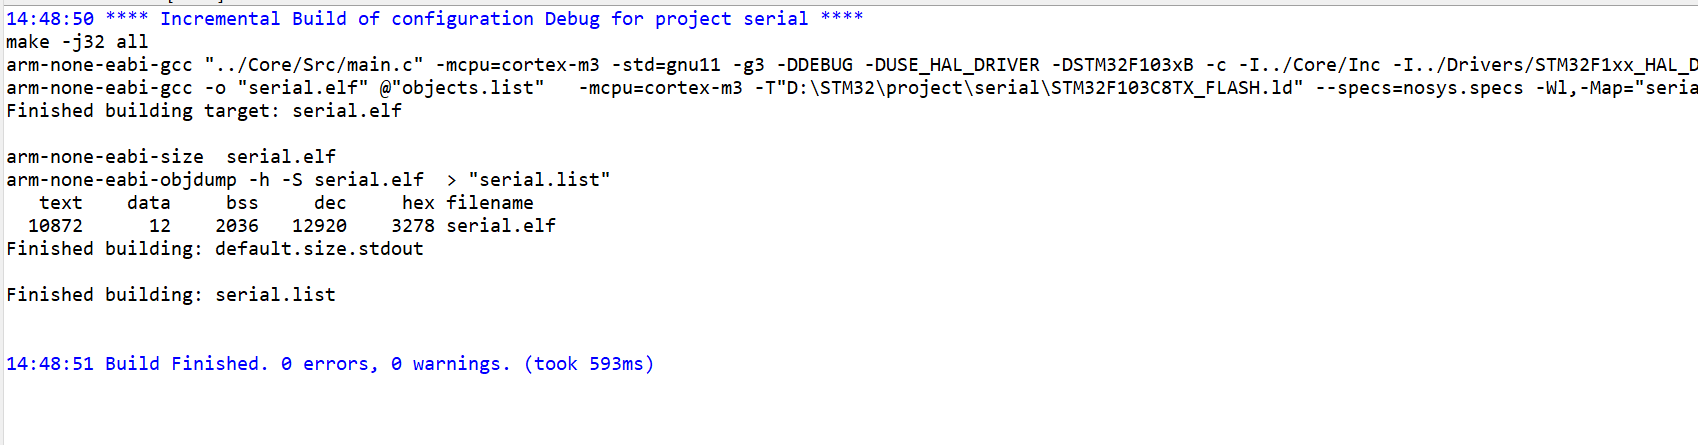 14:48:50 **** Incremental Build of configuration Debug for project serial ****
make -j32 all
arm-none-eabi-gcc "../Core/Src/main.c" -mcpu=cortex-m3 -std=gnu11 -g3 -DDEBUG -DUSE_HAL_DRIVER -DSTM32F103xB -c -I../Core/Inc -I../Drivers/STM32F1xx_HAL_D
arm-none-eabi-gcc -o "serial.elf" @"objects.list"   -mcpu=cortex-m3 -T"D:\STM32\project\serial\STM32F103C8TX_FLASH.ld" --specs=nosys.specs -Wl,-Map="seria
Finished building target: serial.elf
arm-none-eabi-size  serial.elf
arm-none-eabi-objdump -h -S serial.elf  > "serial.list"
   text    data     bss     dec     hex filename
  10872      12    2036   12920    3278 serial.elf
Finished building: default.size.stdout
Finished building: serial.list
14:48:51 Build Finished. 0 errors, 0 warnings. (took 593ms)